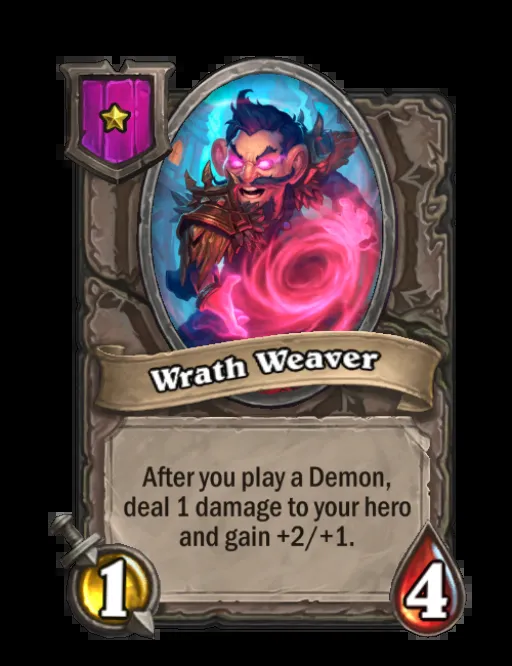 Wrath Weaver
After you play a Demon,
deal 1 damage to your hero
and gain +2/+1.
1 4